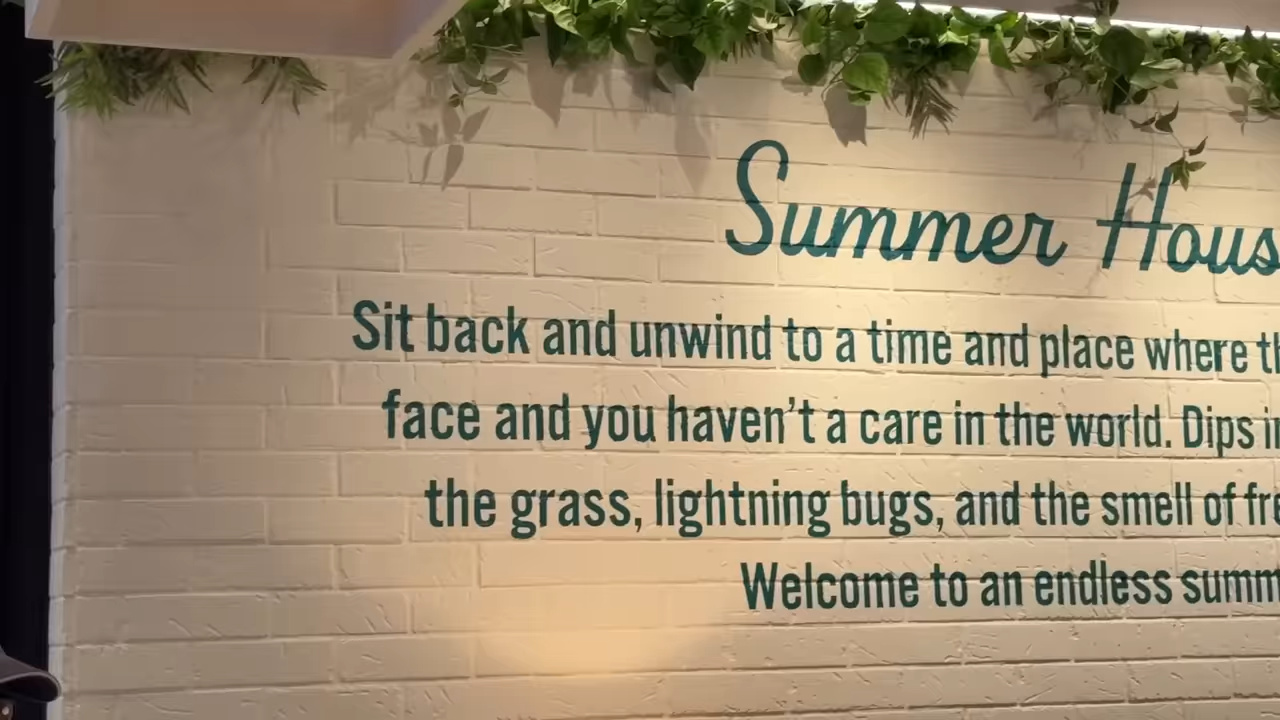 Summer Hous
Sit back and unwind to a time and place where th
face and you haven't a care in the world. Dips in
the grass, lightning bugs, and the smell of fre
Welcome to an endless summ